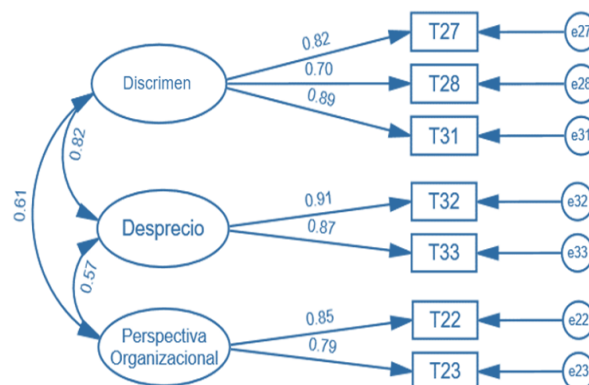 0.82
T27
e27
Discrimen
0.70
T28
e28
0.89
T31
e31
0.82
0.61
0.91
T32
e32
Desprecio
0.87
T33
e33
0.57
0.85
T22
e22
Perspectiva
Organizacional
0.79
T23
e23